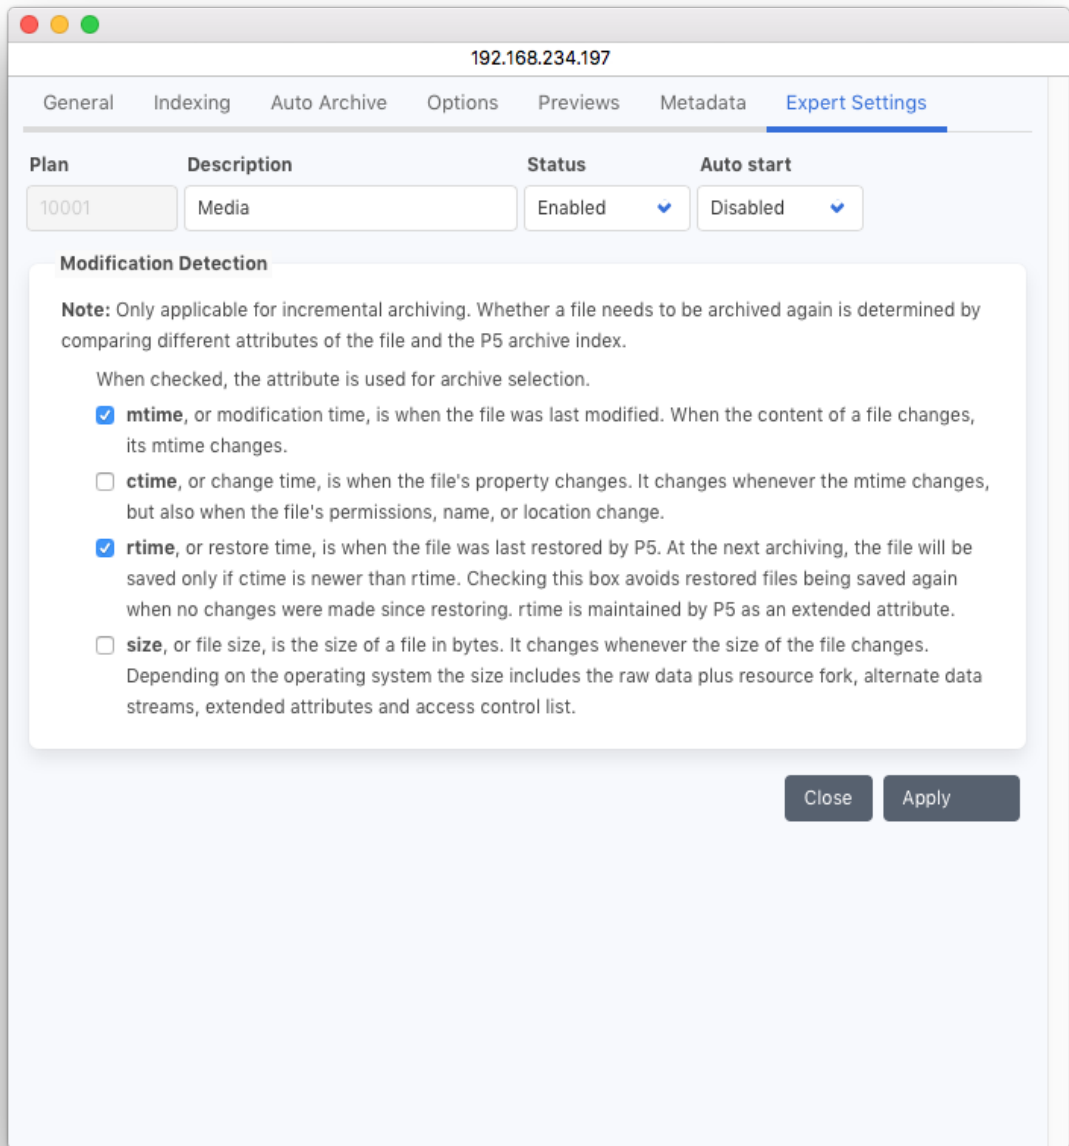 192.168.234.197
General Indexing Auto Archive Options Previews Metadata Expert Settings
Plan Description Status Auto start
10001 Media Enabled Disabled
Modification Detection
Note: Only applicable for incremental archiving. Whether a file needs to be archived again is determined by
comparing different attributes of the file and the P5 archive index.
When checked, the attribute is used for archive selection.
mtime, or modification time, is when the file was last modified. When the content of a file changes,
its mtime changes.
ctime, or change time, is when the file's property changes. It changes whenever the mtime changes,
but also when the file's permissions, name, or location change.
rtime, or restore time, is when the file was last restored by P5. At the next archiving, the file will be
saved only if ctime is newer than rtime. Checking this box avoids restored files being saved again
when no changes were made since restoring. rtime is maintained by P5 as an extended attribute.
size, or file size, is the size of a file in bytes. It changes whenever the size of the file changes.
Depending on the operating system the size includes the raw data plus resource fork, alternate data
streams, extended attributes and access control list.
Close Apply